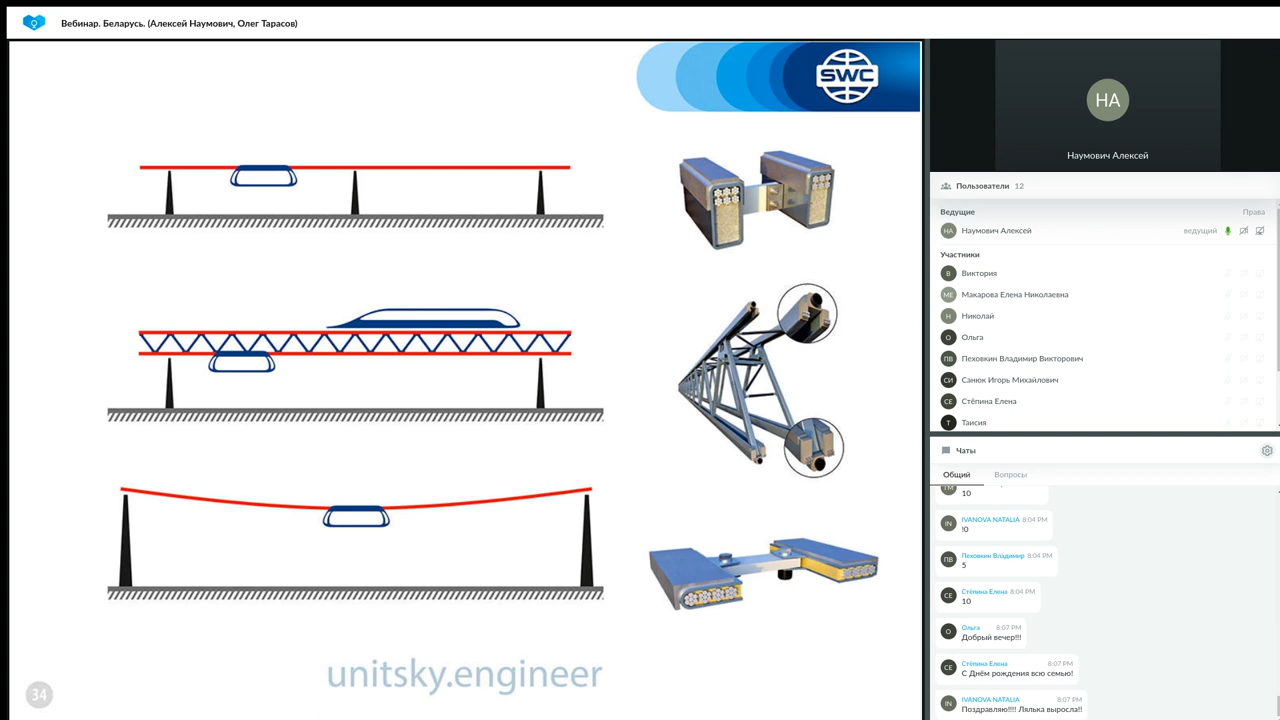 Вебинар. Беларусь. (Алексей Наумович, Олег Тарасов)
SWC
unitsky.engineer
34
НА
Наумович Алексей
Пользователи 12
Ведущие Права
НА Наумович Алексей ведущий
Участники
В Виктория
МЕ Макарова Елена Николаевна
Н Николай
О Ольга
ПВ Пеховкин Владимир Викторович
СИ Санюк Игорь Михайлович
СЕ Стёпина Елена
Т Таисия
Чаты
Общий Вопросы
10
IN IVANOVA NATALIA 8:04 PM
!0
ПВ Пеховкин Владимир 8:04 PM
5
СЕ Стёпина Елена 8:04 PM
10
О Ольга 8:07 PM
Добрый вечер!!!
СЕ Стёпина Елена 8:07 PM
С Днём рождения всю семью!
IN IVANOVA NATALIA 8:07 PM
Поздравляю!!!! Лялька выросла!!